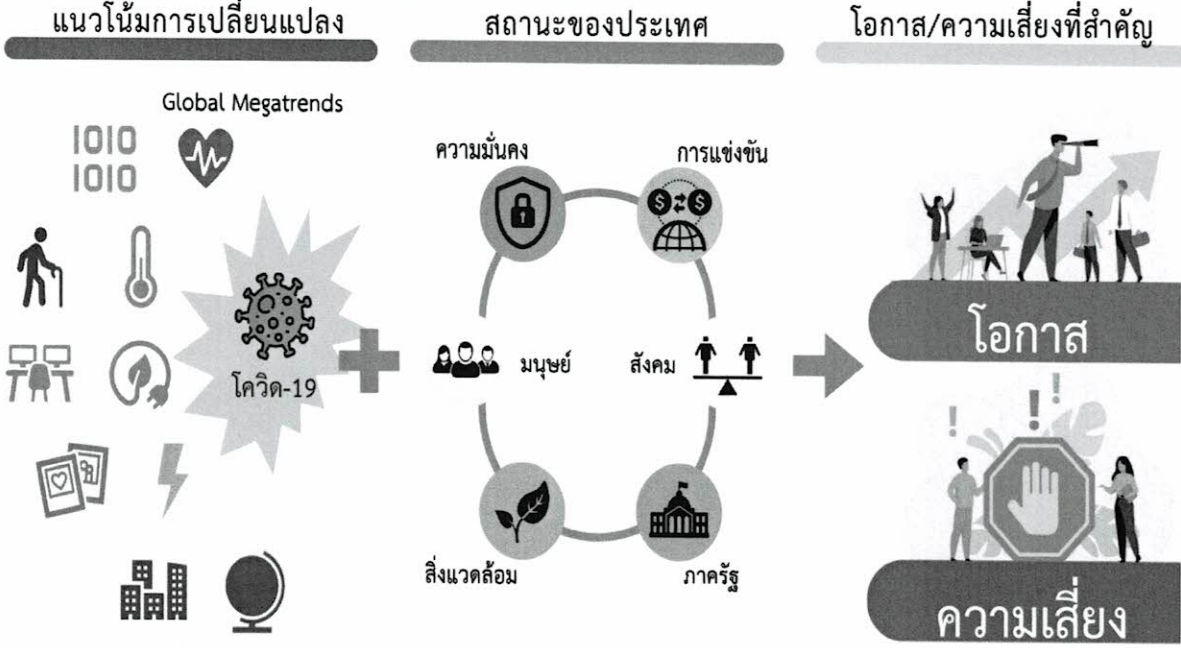 แนวโน้มการเปลี่ยนแปลง
สถานะของประเทศ
โอกาส/ความเสี่ยงที่สำคัญ
Global Megatrends
1010
1010
โควิด-19
ความมั่นคง
การแข่งขัน
มนุษย์
สังคม
สิ่งแวดล้อม
ภาครัฐ
โอกาส
ความเสี่ยง